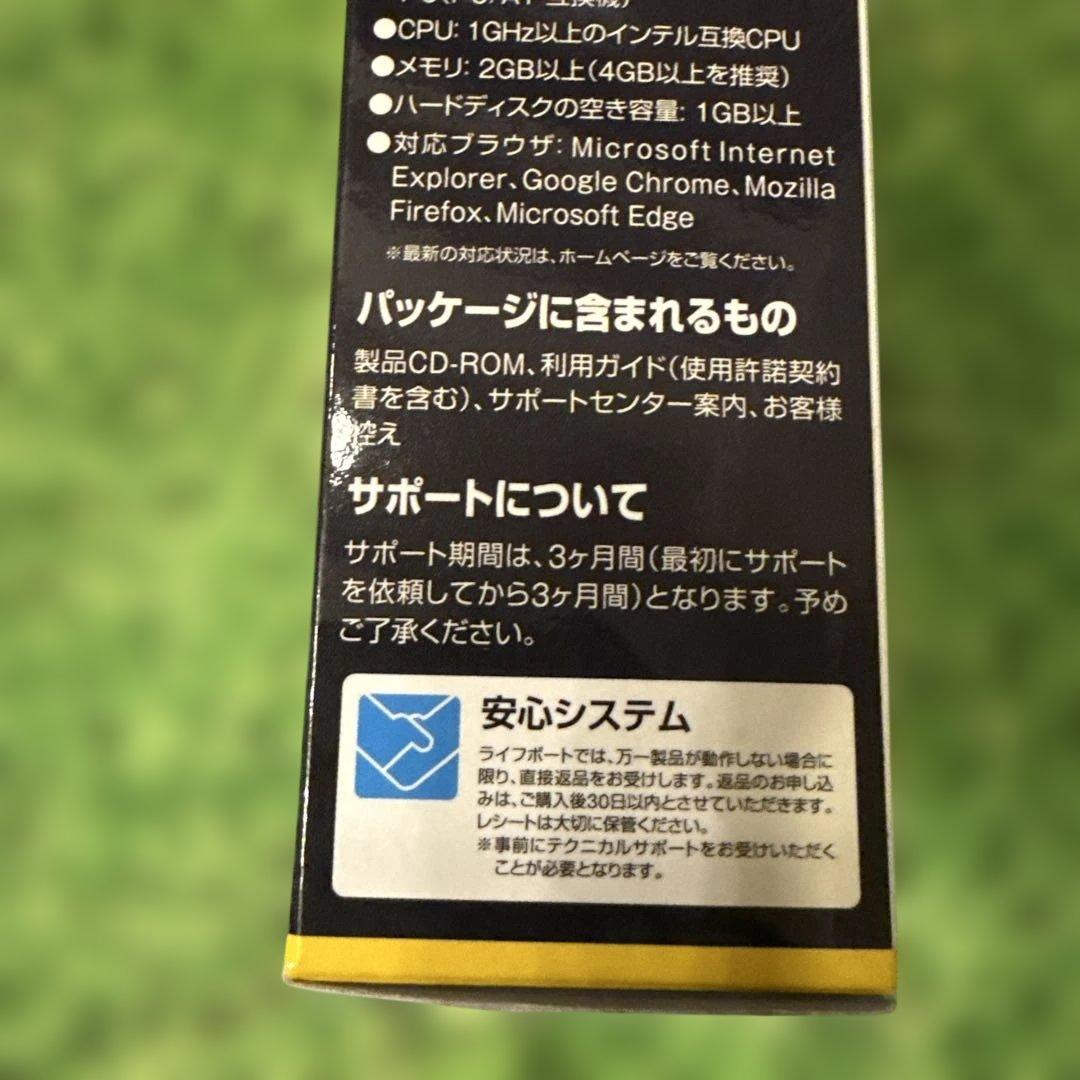 ●CPU: 1GHz以上のインテル互換CPU
●メモリ: 2GB以上(4GB以上を推奨)
●ハードディスクの空き容量: 1GB以上
●対応ブラウザ: Microsoft Internet
Explorer、Google Chrome、Mozilla
Firefox、Microsoft Edge
※最新の対応状況は、ホームページをご覧ください。
パッケージに含まれるもの
製品CD-ROM、利用ガイド(使用許諾契約
書を含む)、サポートセンター案内、お客様
控え
サポートについて
サポート期間は、3ヶ月間(最初にサポート
を依頼してから3ヶ月間)となります。予め
ご了承ください。
安心システム
ライフボートでは、万一製品が動作しない場合に
限り、直接返品をお受けします。返品のお申し込
みは、ご購入後30日以内とさせていただきます。
レシートは大切に保管ください。
※事前にテクニカルサポートをお受けいただく
ことが必要となります。